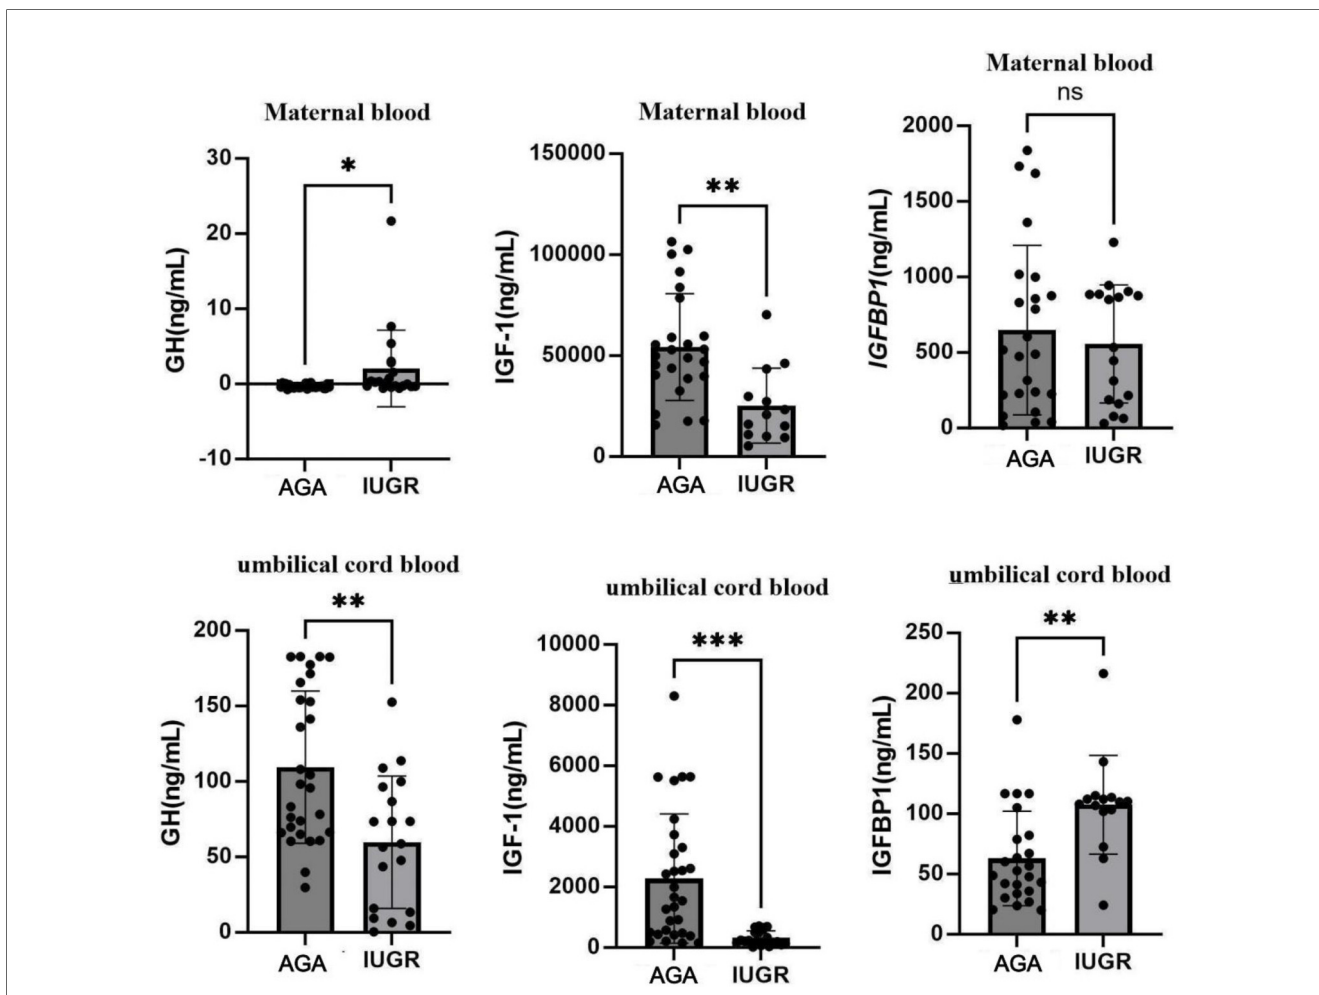 Maternal blood
*
GH(ng/mL)
30
20
10
0
-10
AGA IUGR
Maternal blood
**
IGF-1(ng/mL)
150000
100000
50000
0
AGA IUGR
Maternal blood
ns
IGFBP1(ng/mL)
2000
1500
1000
500
0
AGA IUGR
umbilical cord blood
**
GH(ng/mL)
200
150
100
50
0
AGA IUGR
umbilical cord blood
***
IGF-1(ng/mL)
10000
8000
6000
4000
2000
0
AGA IUGR
umbilical cord blood
**
IGFBP1(ng/mL)
250
200
150
100
50
0
AGA IUGR